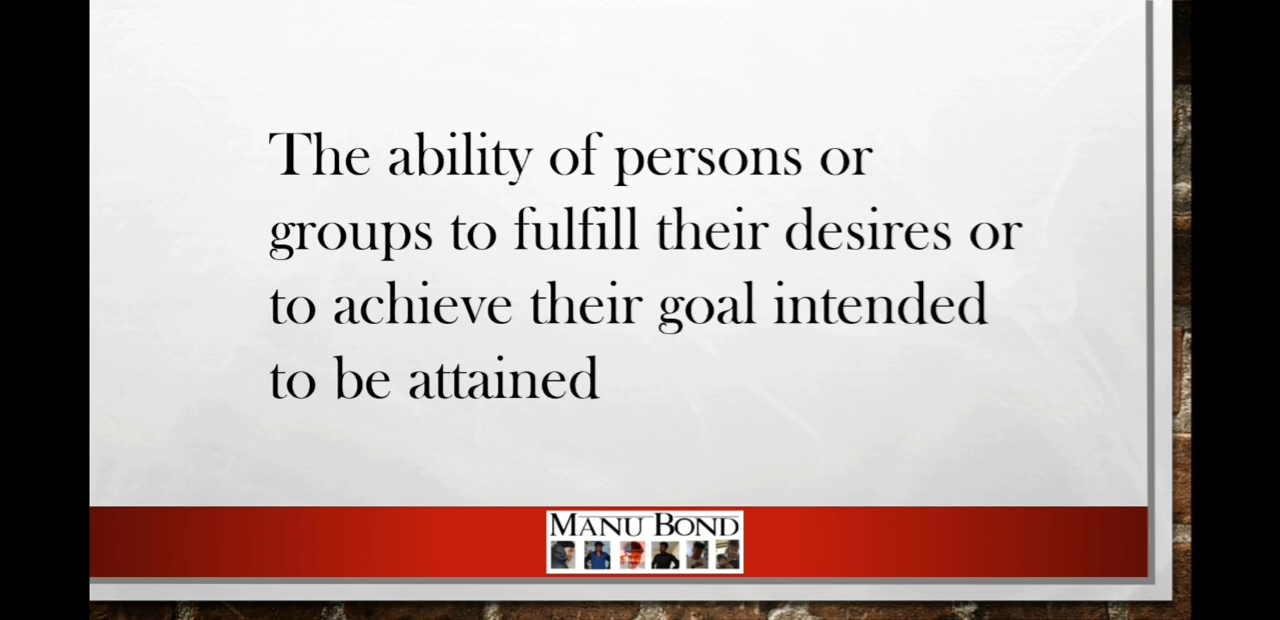 The ability of persons or
groups to fulfill their desires or
to achieve their goal intended
to be attained
MANU BOND